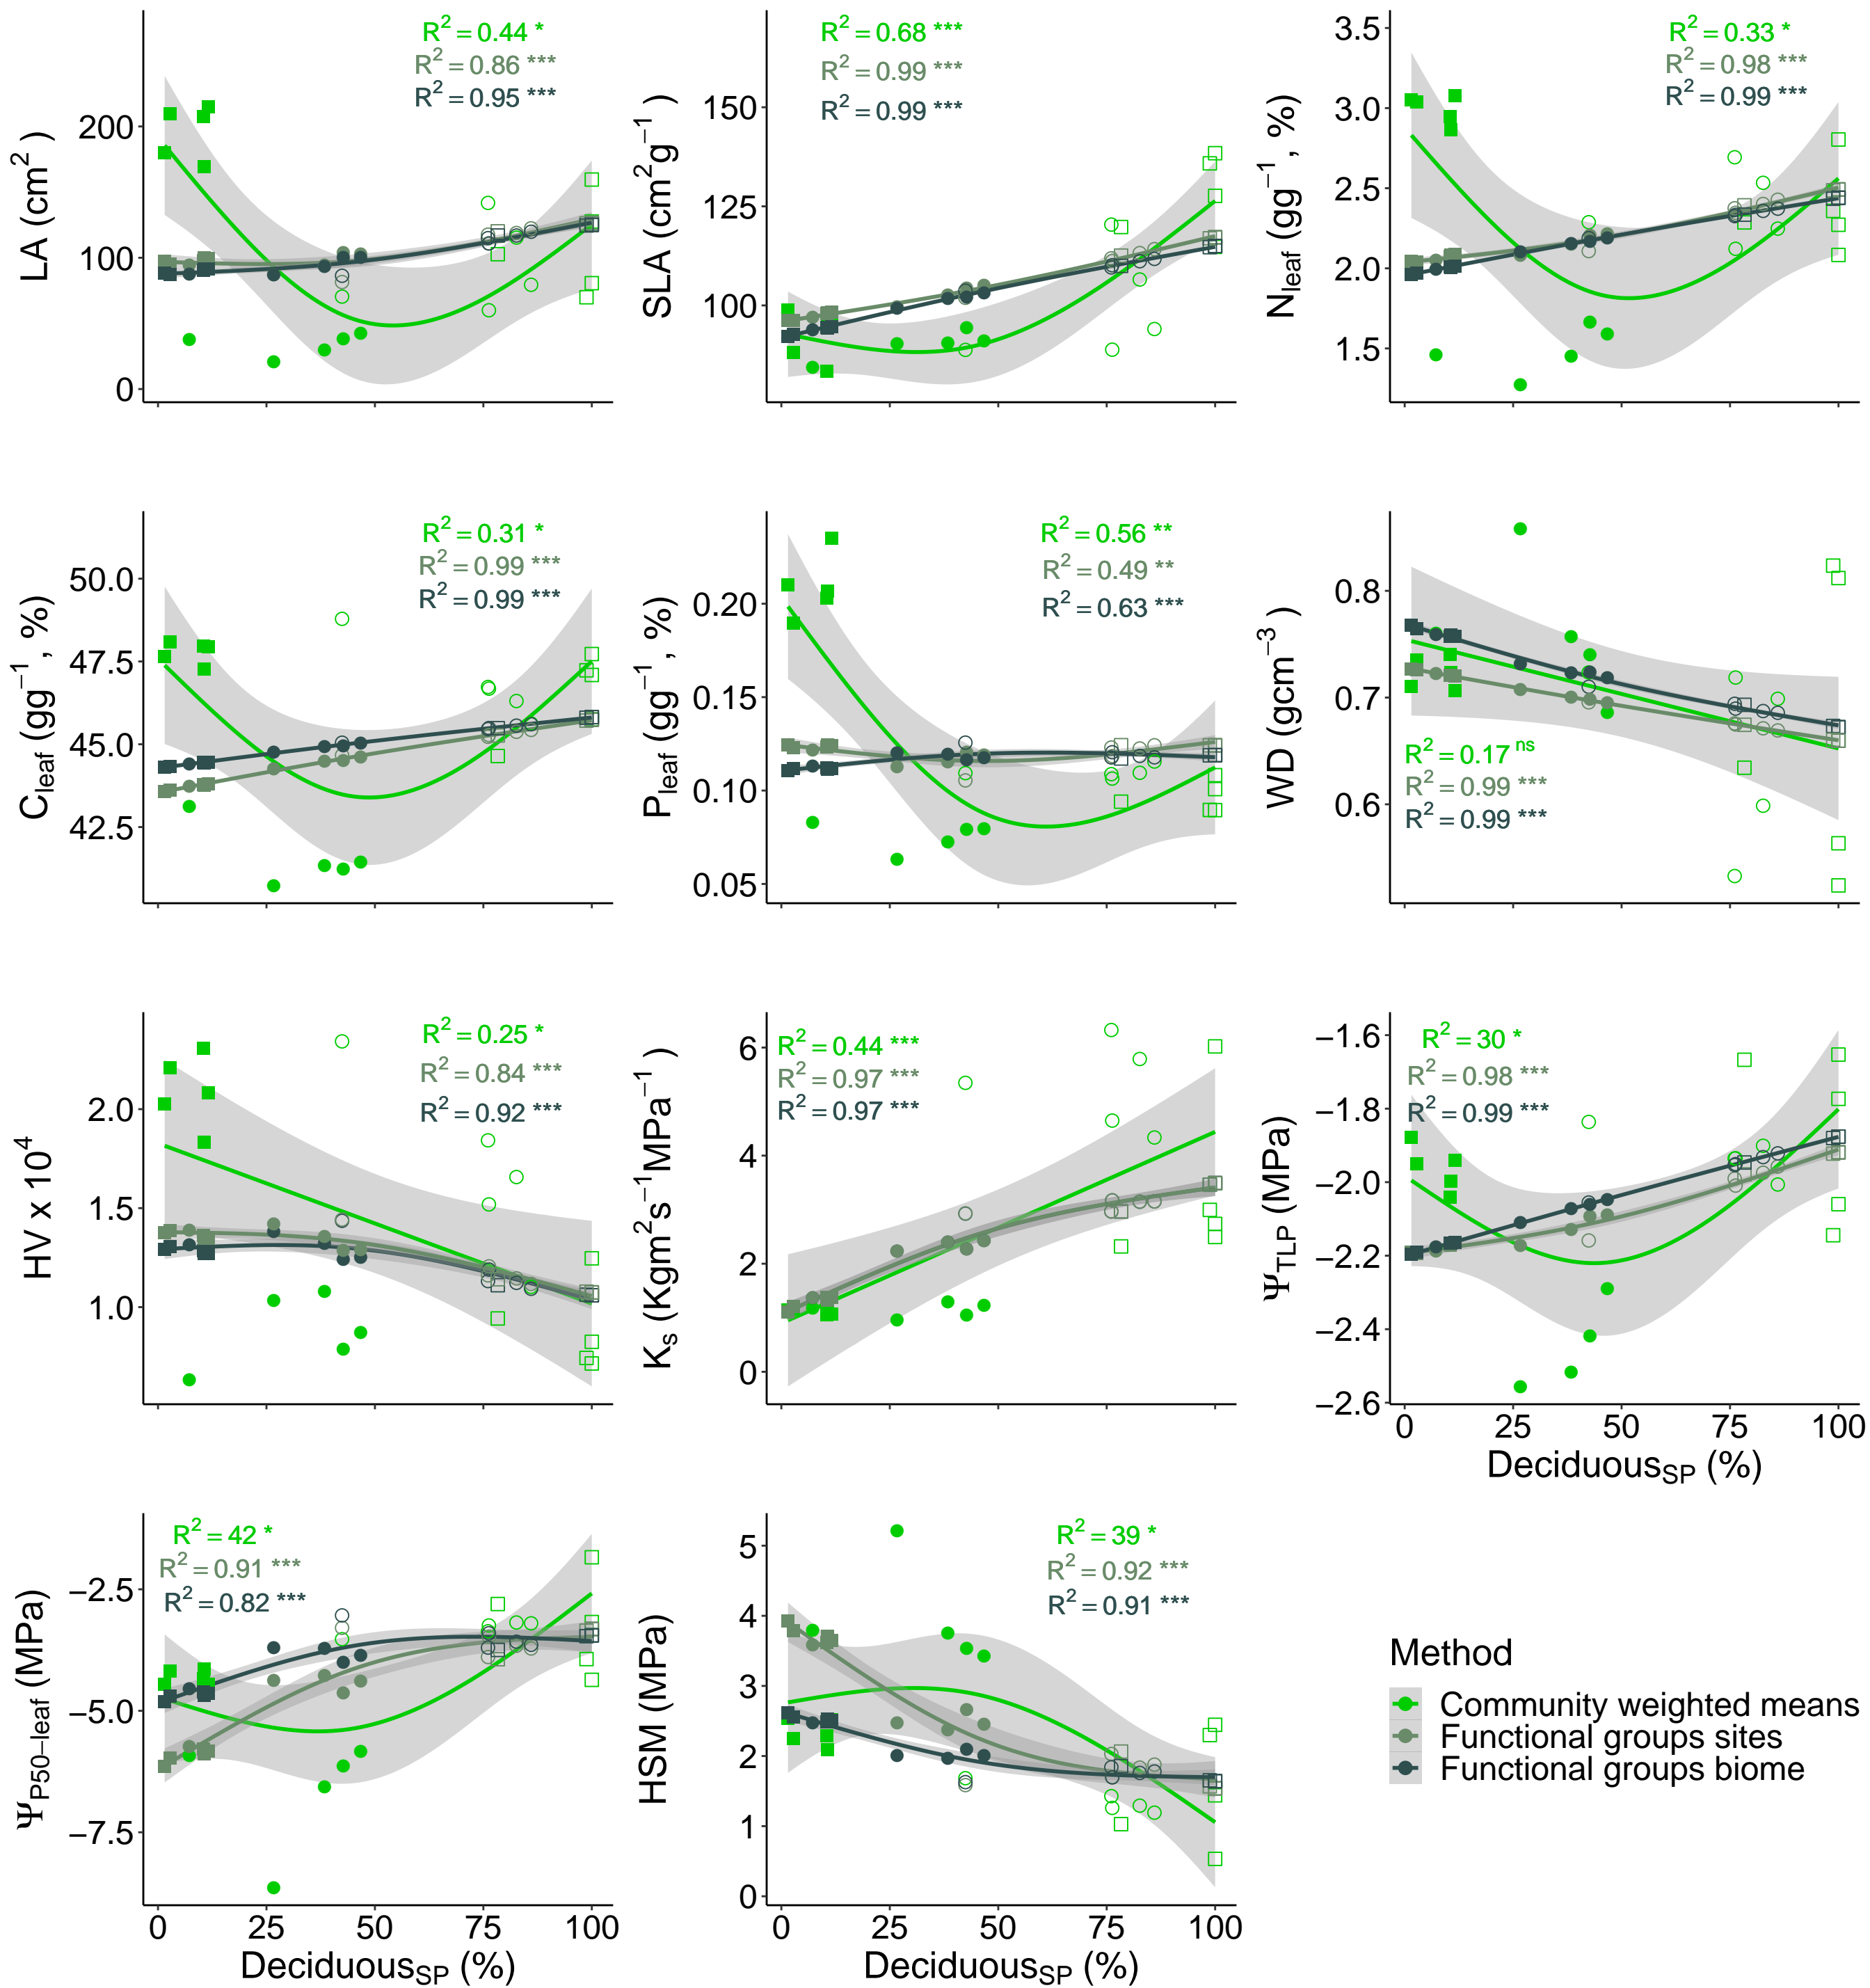 R² = 0.44 *
R² = 0.86 ***
R² = 0.95 ***
LA (cm²)
200
100
0
R² = 0.68 ***
R² = 0.99 ***
R² = 0.99 ***
SLA (cm²g⁻¹)
150
125
100
R² = 0.33 *
R² = 0.98 ***
R² = 0.99 ***
N_leaf (gg⁻¹, %)
3.5
3.0
2.5
2.0
1.5
R² = 0.31 *
R² = 0.99 ***
R² = 0.99 ***
C_leaf (gg⁻¹, %)
50.0
47.5
45.0
42.5
R² = 0.56 **
R² = 0.49 **
R² = 0.63 ***
P_leaf (gg⁻¹, %)
0.20
0.15
0.10
0.05
WD (gcm⁻³)
0.8
0.7
0.6
R² = 0.17 ns
R² = 0.99 ***
R² = 0.99 ***
R² = 0.25 *
R² = 0.84 ***
R² = 0.92 ***
HV x 10⁴
2.0
1.5
1.0
R² = 0.44 ***
R² = 0.97 ***
R² = 0.97 ***
K_s (Kgm²s⁻¹MPa⁻¹)
6
4
2
0
R² = 30 *
R² = 0.98 ***
R² = 0.99 ***
Ψ_TLP (MPa)
−1.6
−1.8
−2.0
−2.2
−2.4
−2.6
0 25 50 75 100
Deciduous_SP (%)
R² = 42 *
R² = 0.91 ***
R² = 0.82 ***
Ψ_P50−leaf (MPa)
−2.5
−5.0
−7.5
0 25 50 75 100
Deciduous_SP (%)
R² = 39 *
R² = 0.92 ***
R² = 0.91 ***
HSM (MPa)
5
4
3
2
1
0
0 25 50 75 100
Deciduous_SP (%)
Method
Community weighted means
Functional groups sites
Functional groups biome